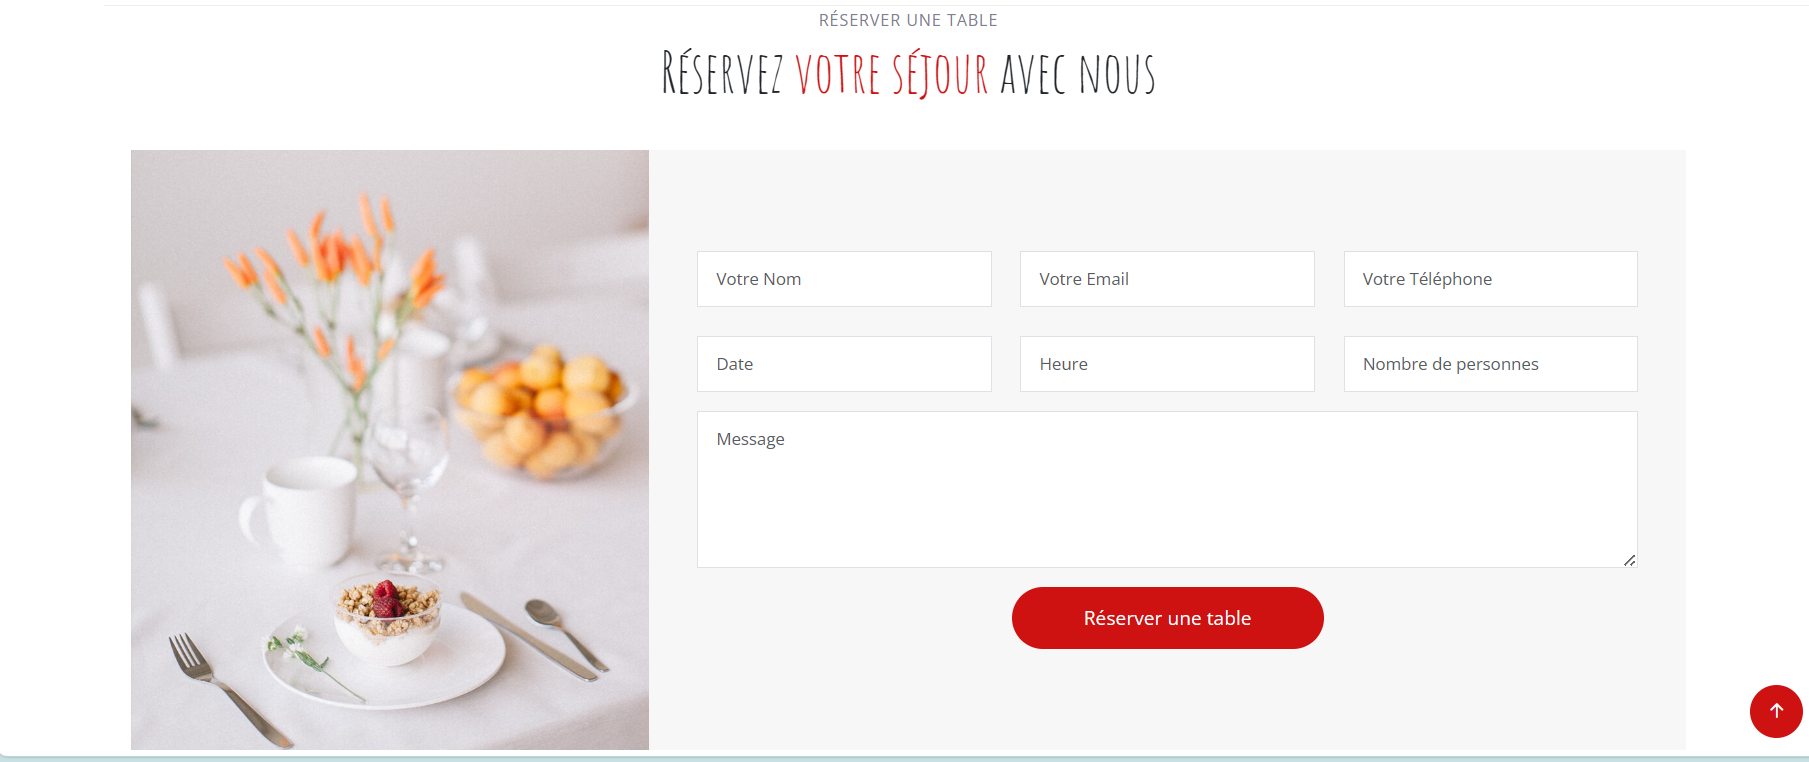 RÉSERVER UNE TABLE
Réservez votre séjour avec nous
Votre Nom
Votre Email
Votre Téléphone
Date
Heure
Nombre de personnes
Message
Réserver une table